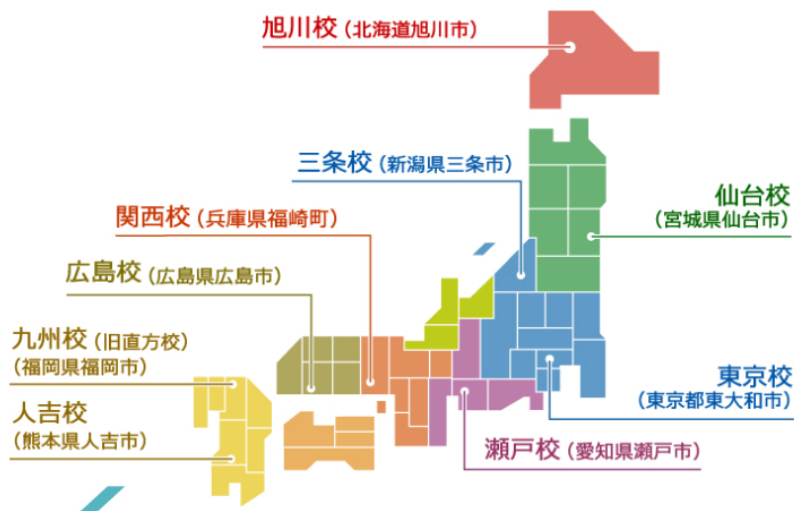 旭川校(北海道旭川市)
三条校(新潟県三条市)
仙台校
(宮城県仙台市)
関西校(兵庫県福崎町)
広島校(広島県広島市)
九州校(旧直方校)
(福岡県福岡市)
東京校
(東京都東大和市)
人吉校
(熊本県人吉市)
瀬戸校(愛知県瀬戸市)